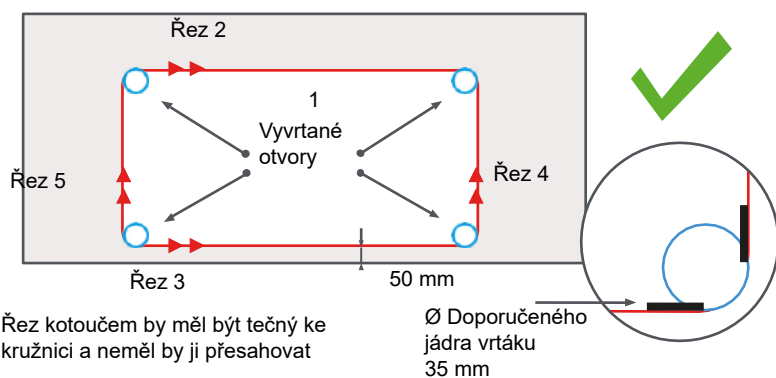 Řez 2
1
Vyvrtané
otvory
Řez 5
Řez 4
Řez 3
50 mm
Řez kotoučem by měl být tečný ke
kružnici a neměl by ji přesahovat
Ø Doporučeného
jádra vrtáku
35 mm